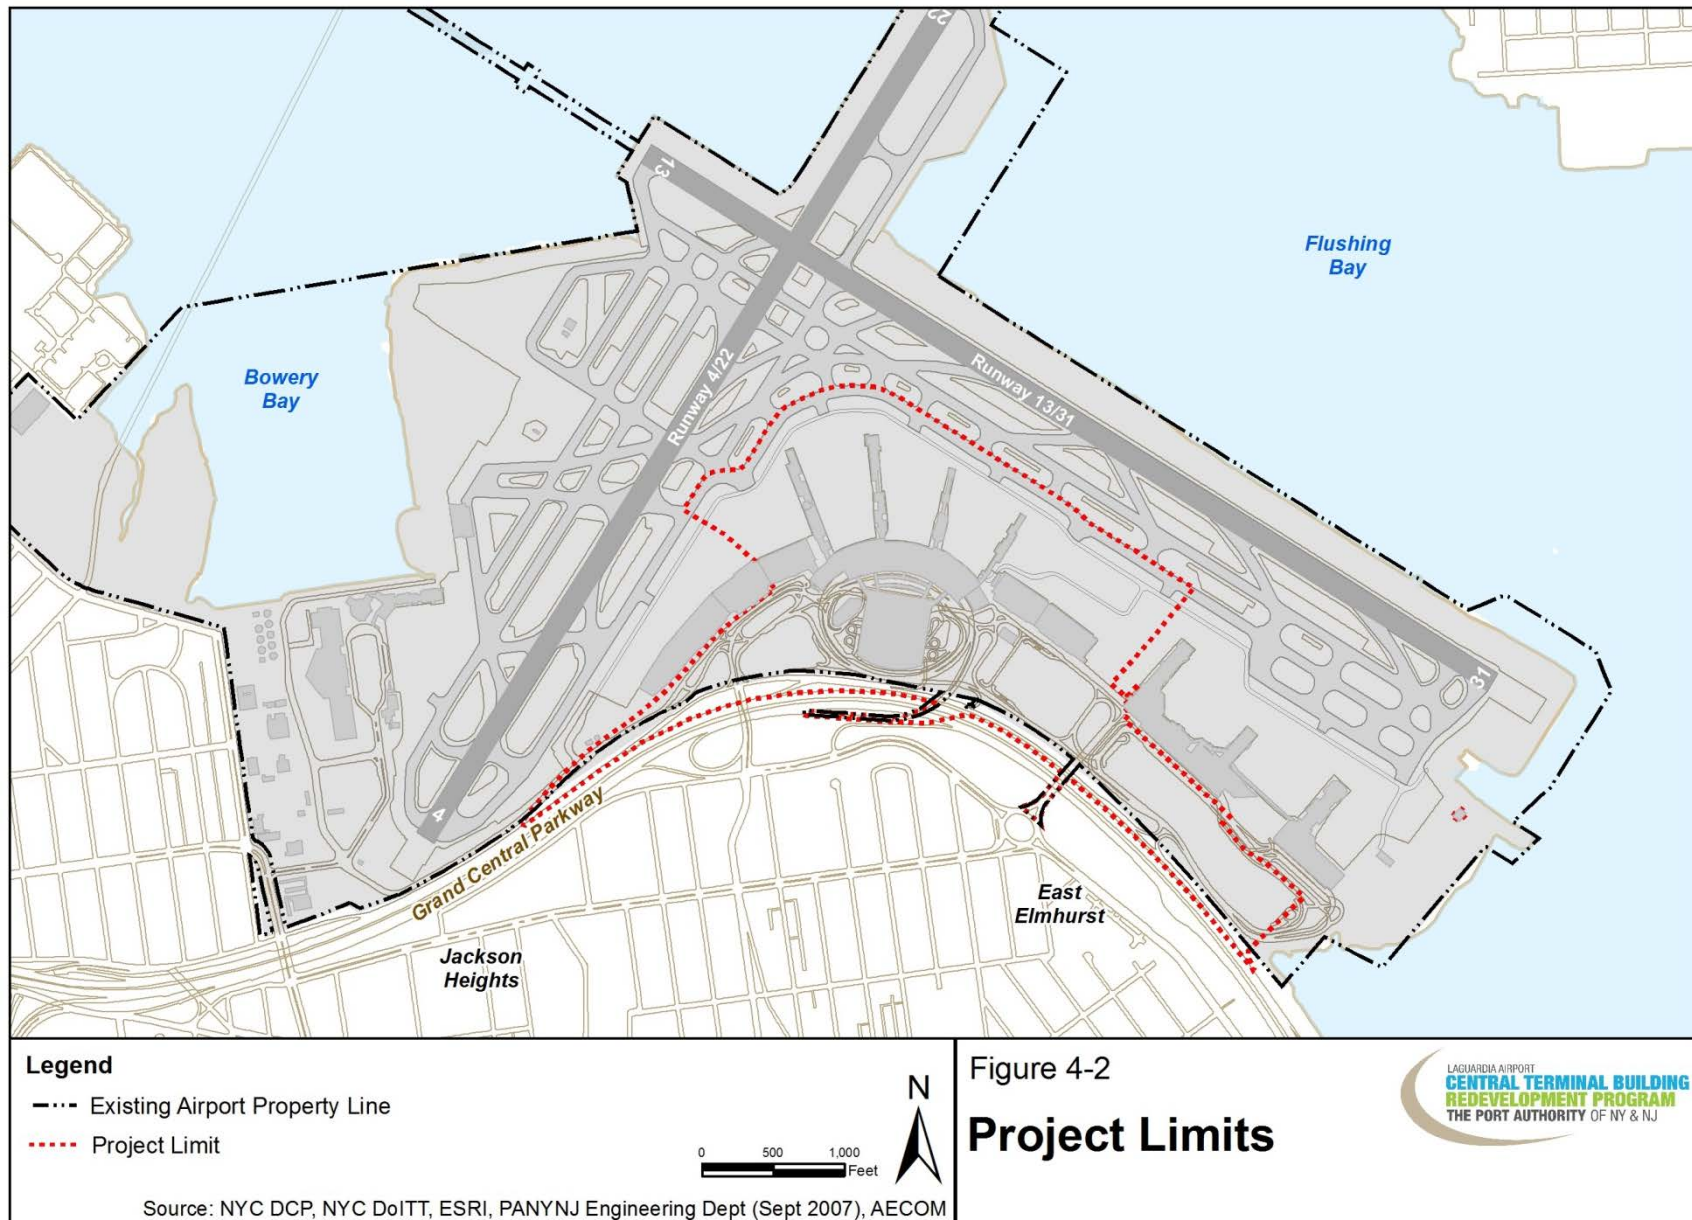 22
13
Flushing
Bay
Bowery
Bay
Runway 4/22
Runway 13/31
31
4
Grand Central Parkway
East
Elmhurst
Jackson
Heights
Legend
Existing Airport Property Line
Project Limit
N
0 500 1,000
Feet
Source: NYC DCP, NYC DoITT, ESRI, PANYNJ Engineering Dept (Sept 2007), AECOM
Figure 4-2
Project Limits
LAGUARDIA AIRPORT
CENTRAL TERMINAL BUILDING
REDEVELOPMENT PROGRAM
THE PORT AUTHORITY OF NY & NJ